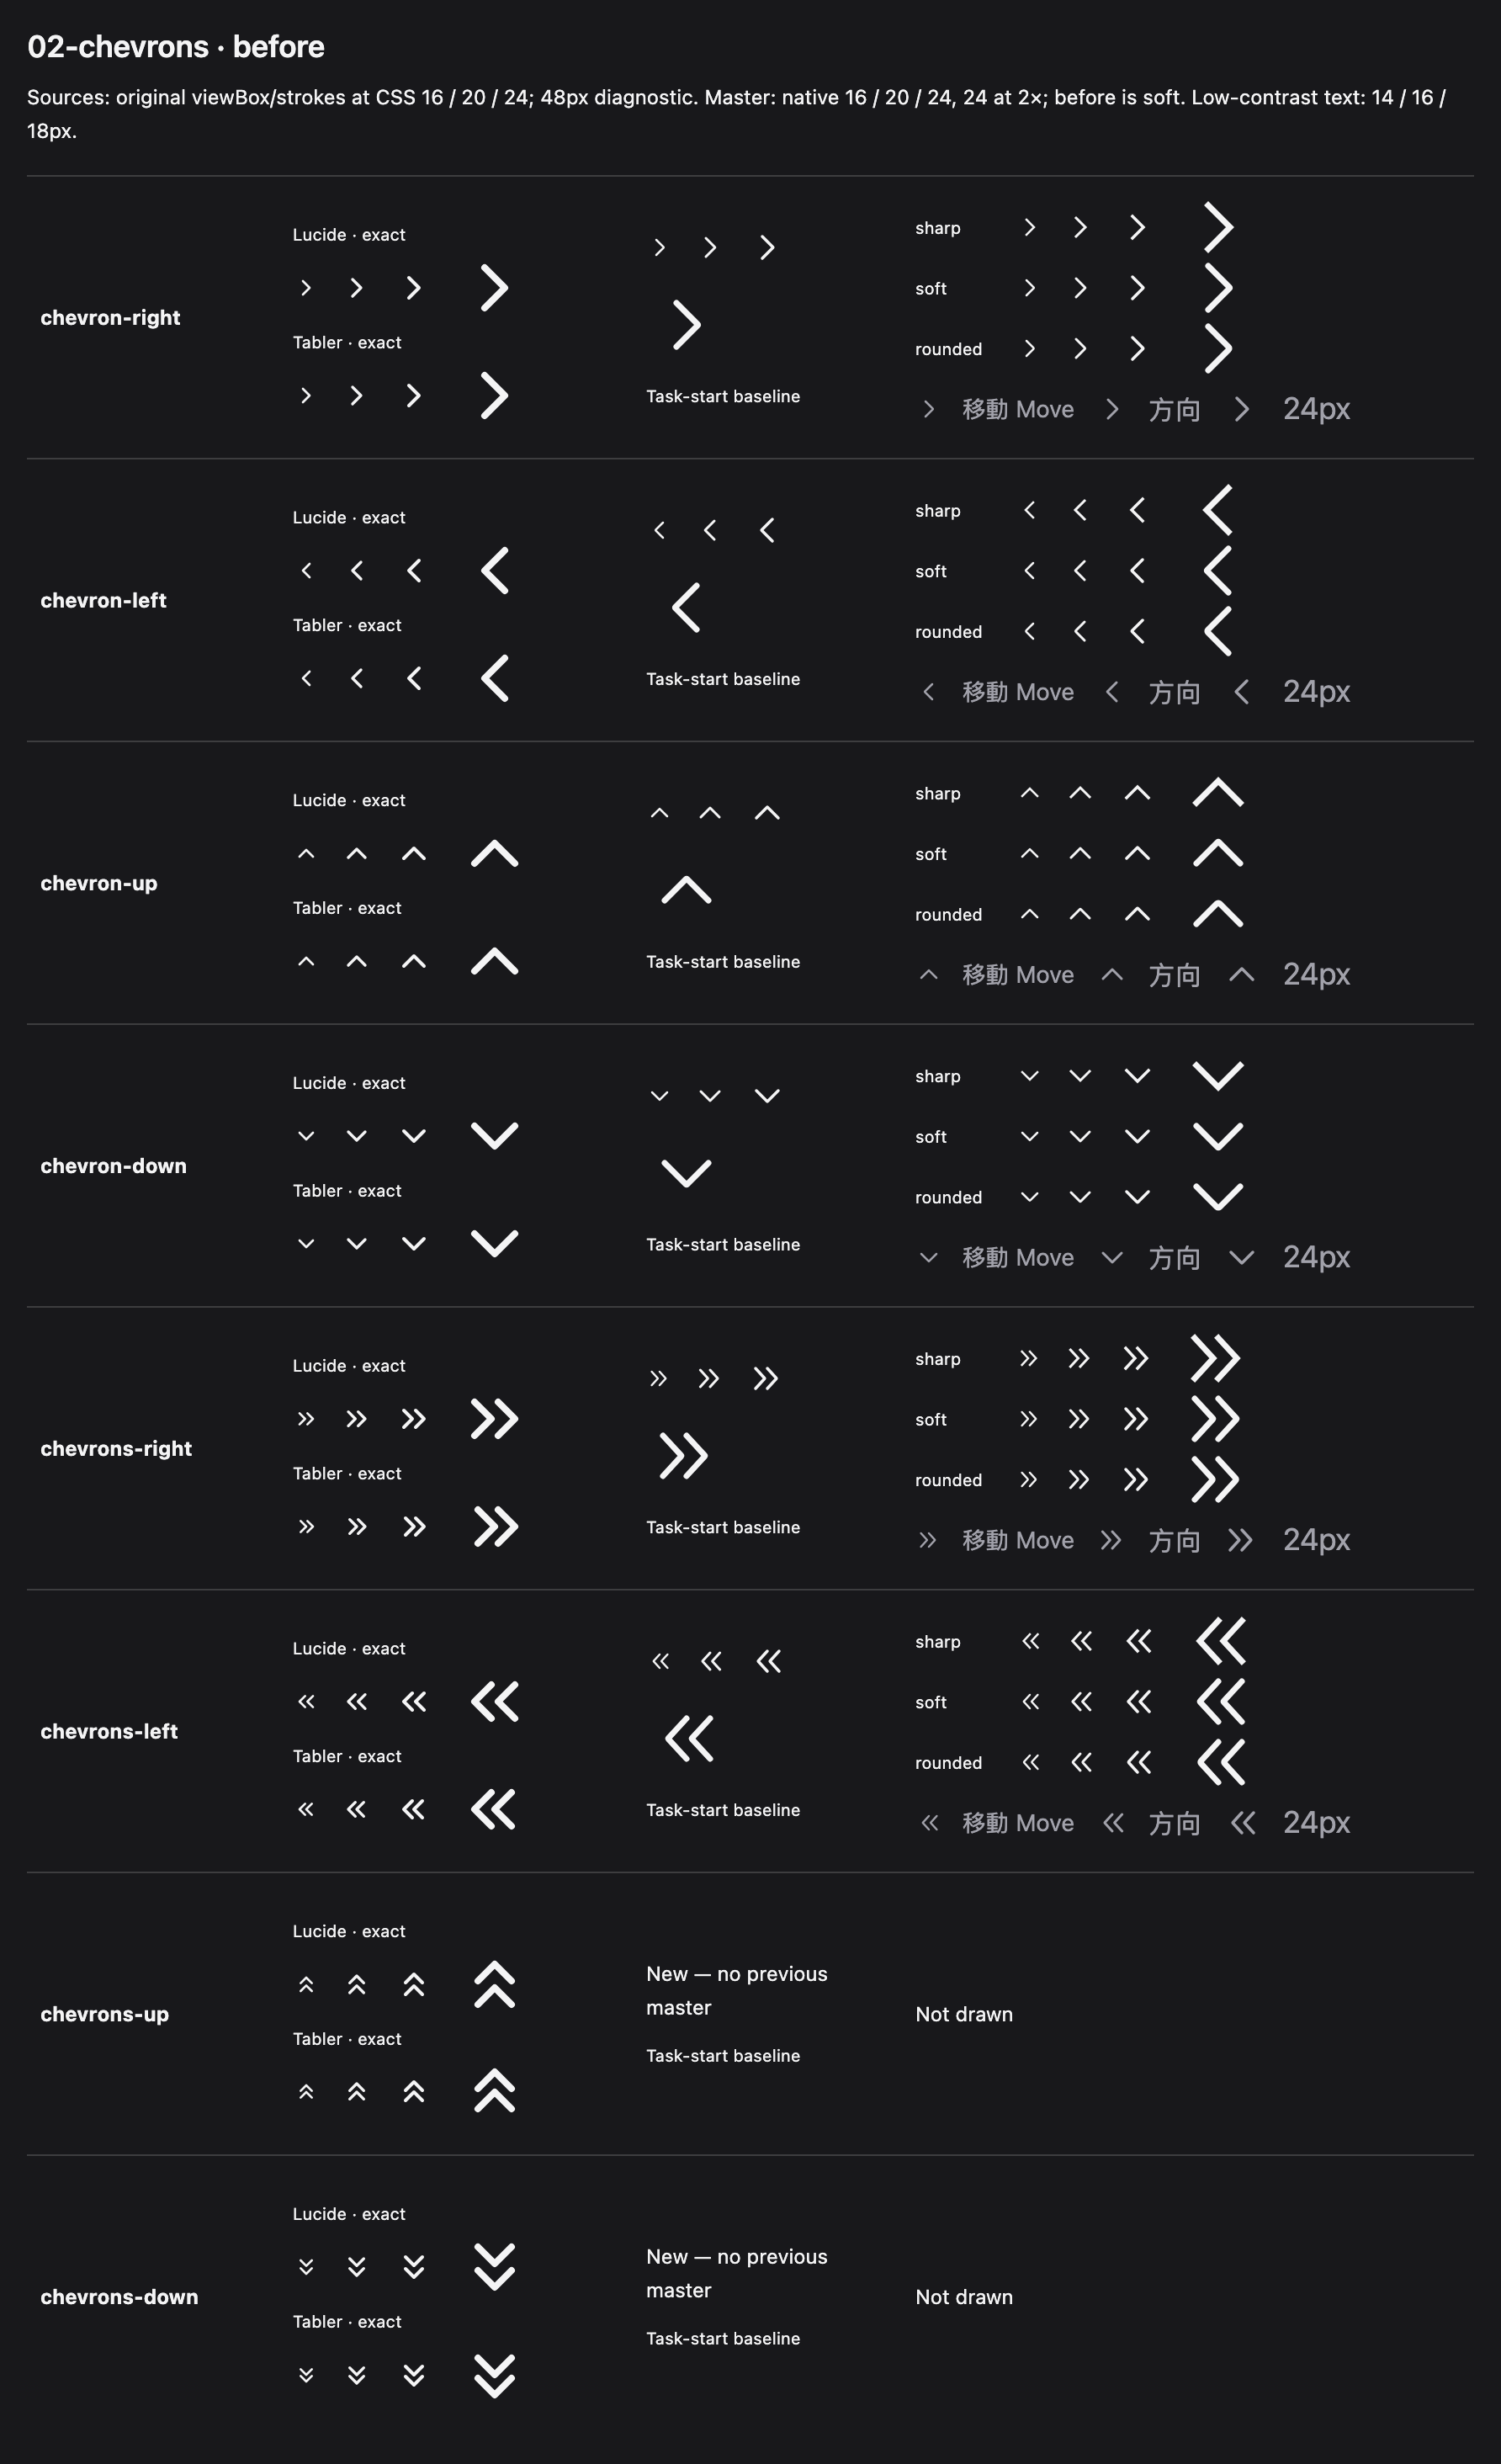 02-chevrons · before
Sources: original viewBox/strokes at CSS 16 / 20 / 24; 48px diagnostic. Master: native 16 / 20 / 24, 24 at 2×; before is soft. Low-contrast text: 14 / 16 /
18px.
chevron-right
Lucide · exact
Tabler · exact
Task-start baseline
sharp
soft
rounded
移動 Move 方向 24px
chevron-left
Lucide · exact
Tabler · exact
Task-start baseline
sharp
soft
rounded
移動 Move 方向 24px
chevron-up
Lucide · exact
Tabler · exact
Task-start baseline
sharp
soft
rounded
移動 Move 方向 24px
chevron-down
Lucide · exact
Tabler · exact
Task-start baseline
sharp
soft
rounded
移動 Move 方向 24px
chevrons-right
Lucide · exact
Tabler · exact
Task-start baseline
sharp
soft
rounded
移動 Move 方向 24px
chevrons-left
Lucide · exact
Tabler · exact
Task-start baseline
sharp
soft
rounded
移動 Move 方向 24px
chevrons-up
Lucide · exact
Tabler · exact
New — no previous
master
Task-start baseline
Not drawn
chevrons-down
Lucide · exact
Tabler · exact
New — no previous
master
Task-start baseline
Not drawn